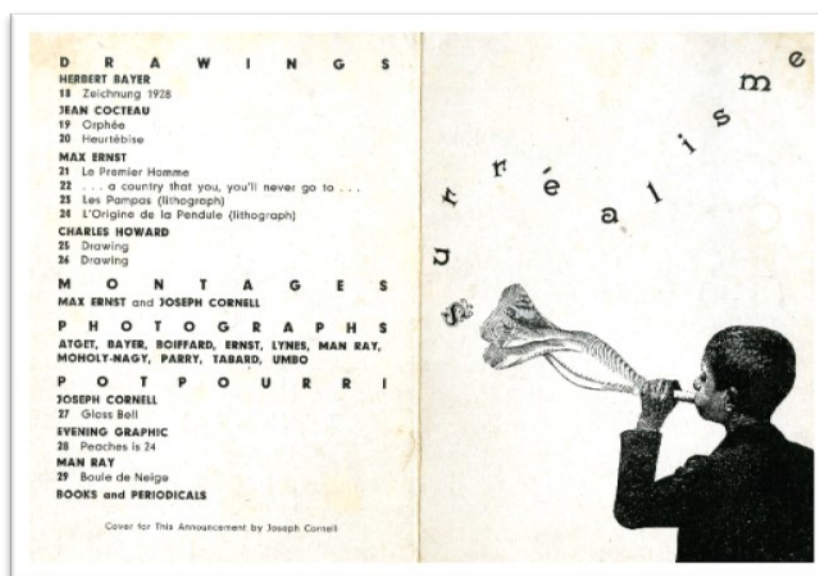 DRAWINGS
HERBERT BAYER
18 Zeichnung 1928
JEAN COCTEAU
19 Orphée
20 Heurtébise
MAX ERNST
21 Le Premier Homme
22 . . . a country that you, you'll never go to . . .
23 Les Pampas (lithograph)
24 L'Origine de la Pendule (lithograph)
CHARLES HOWARD
25 Drawing
26 Drawing
MONTAGES
MAX ERNST and JOSEPH CORNELL
PHOTOGRAPHS
ATGET, BAYER, BOIFFARD, ERNST, LYNES, MAN RAY,
MOHOLY-NAGY, PARRY, TABARD, UMBO
POTPOURRI
JOSEPH CORNELL
27 Glass Bell
EVENING GRAPHIC
28 Peaches is 24
MAN RAY
29 Boule de Neige
BOOKS and PERIODICALS
Cover for This Announcement by Joseph Cornell
surréalisme